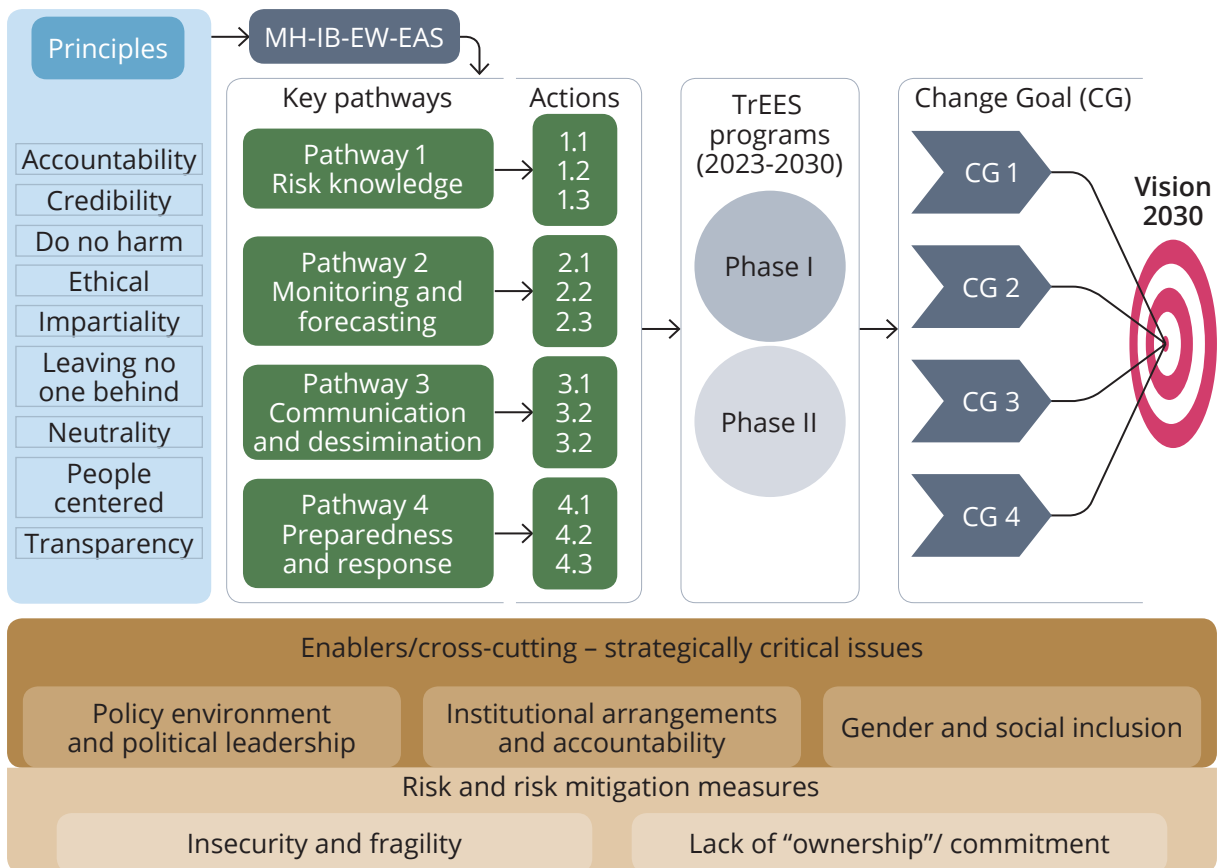 Principles
Accountability
Credibility
Do no harm
Ethical
Impartiality
Leaving no
one behind
Neutrality
People
centered
Transparency
MH-IB-EW-EAS
Key pathways
Actions
Pathway 1
Risk knowledge
1.1
1.2
1.3
Pathway 2
Monitoring and
forecasting
2.1
2.2
2.3
Pathway 3
Communication
and dessimination
3.1
3.2
3.2
Pathway 4
Preparedness
and response
4.1
4.2
4.3
TrEES
programs
(2023-2030)
Phase I
Phase II
Change Goal (CG)
CG 1
CG 2
CG 3
CG 4
Vision
2030
Enablers/cross-cutting – strategically critical issues
Policy environment
and political leadership
Institutional arrangements
and accountability
Gender and social inclusion
Risk and risk mitigation measures
Insecurity and fragility
Lack of “ownership”/ commitment